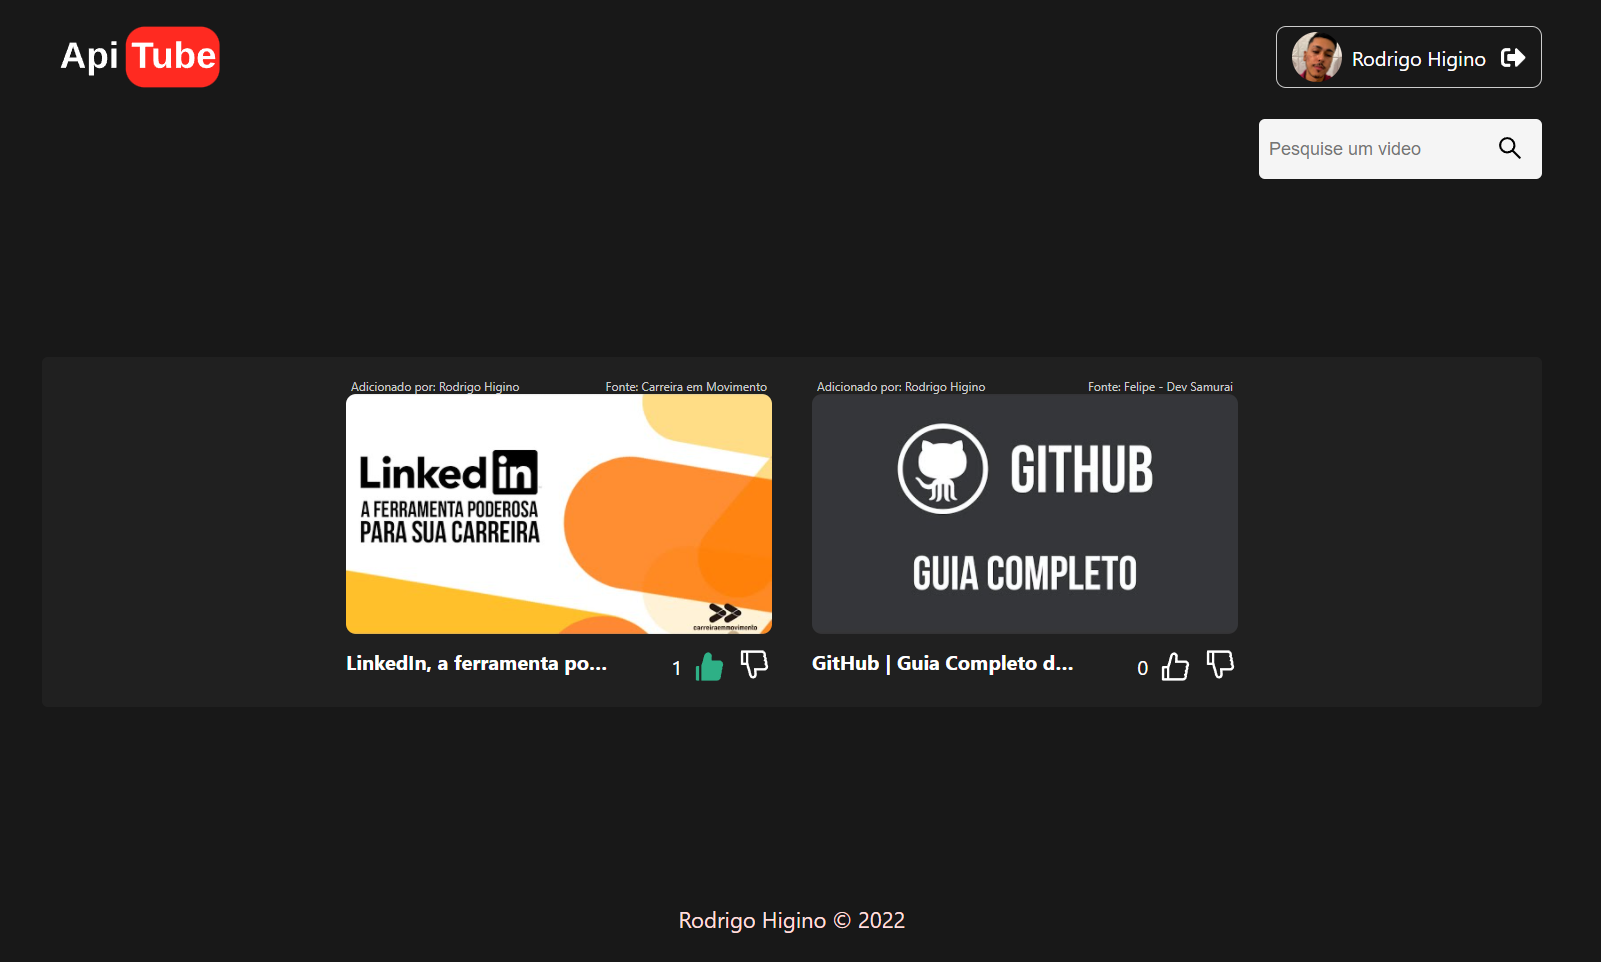 Api Tube
Rodrigo Higino
Pesquise um video
Adicionado por: Rodrigo Higino
Fonte: Carreira em Movimento
Linkedin
A FERRAMENTA PODEROSA
PARA SUA CARREIRA
carreiraemmovimento
LinkedIn, a ferramenta po...
1
Adicionado por: Rodrigo Higino
Fonte: Felipe - Dev Samurai
GITHUB
GUIA COMPLETO
GitHub | Guia Completo d...
0
Rodrigo Higino © 2022